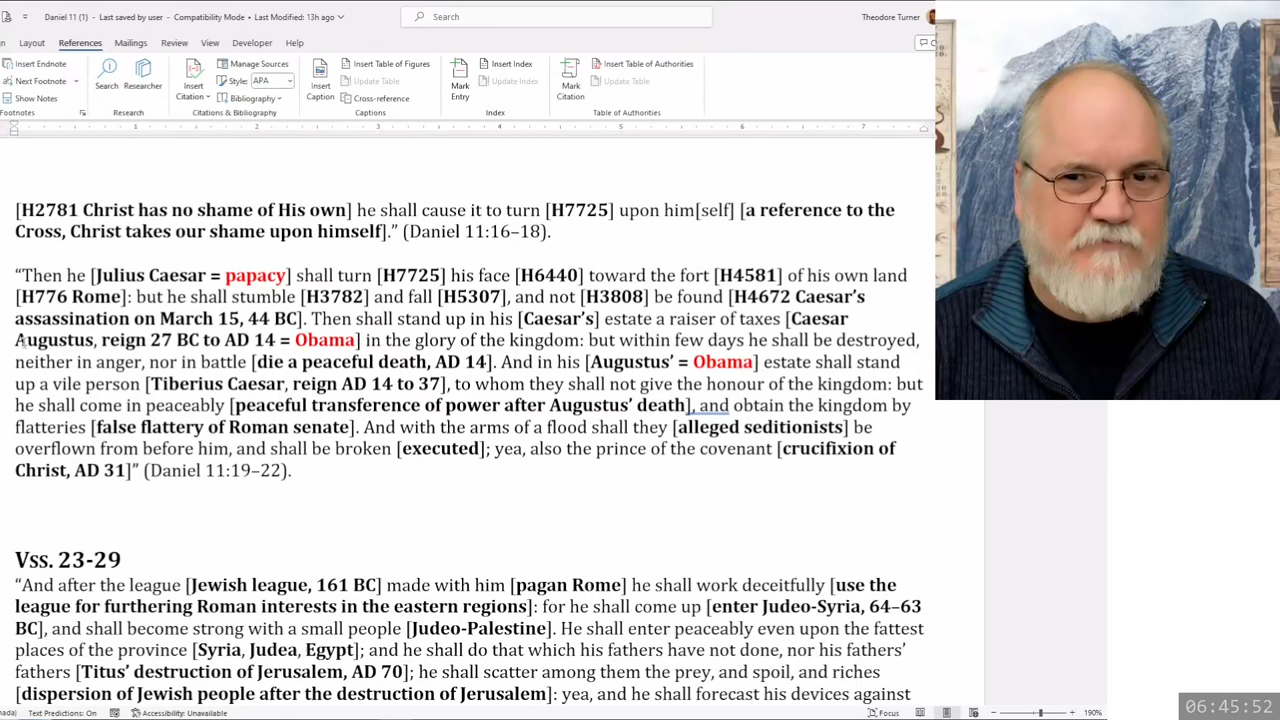 Daniel 11 (1) - Last saved by user - Compatibility Mode • Last Modified: 13h ago
Search
Theodore Turner
Layout References Mailings Review View Developer Help
Insert Endnote
Next Footnote
Show Notes
Footnotes
Search
Researcher
Research
Insert Citation
Manage Sources
Style: APA
Bibliography
Citations & Bibliography
Insert Caption
Insert Table of Figures
Update Table
Cross-reference
Captions
Mark Entry
Insert Index
Update Index
Index
Mark Citation
Insert Table of Authorities
Update Table
Table of Authorities
1 2 3 4 5 6 7
[H2781 Christ has no shame of His own] he shall cause it to turn [H7725] upon him[self] [a reference to the
Cross, Christ takes our shame upon himself].” (Daniel 11:16–18).
“Then he [Julius Caesar = papacy] shall turn [H7725] his face [H6440] toward the fort [H4581] of his own land
[H776 Rome]: but he shall stumble [H3782] and fall [H5307], and not [H3808] be found [H4672 Caesar’s
assassination on March 15, 44 BC]. Then shall stand up in his [Caesar’s] estate a raiser of taxes [Caesar
Augustus, reign 27 BC to AD 14 = Obama] in the glory of the kingdom: but within few days he shall be destroyed,
neither in anger, nor in battle [die a peaceful death, AD 14]. And in his [Augustus’ = Obama] estate shall stand
up a vile person [Tiberius Caesar, reign AD 14 to 37], to whom they shall not give the honour of the kingdom: but
he shall come in peaceably [peaceful transference of power after Augustus’ death], and obtain the kingdom by
flatteries [false flattery of Roman senate]. And with the arms of a flood shall they [alleged seditionists] be
overflown from before him, and shall be broken [executed]; yea, also the prince of the covenant [crucifixion of
Christ, AD 31]” (Daniel 11:19–22).
Vss. 23-29
“And after the league [Jewish league, 161 BC] made with him [pagan Rome] he shall work deceitfully [use the
league for furthering Roman interests in the eastern regions]: for he shall come up [enter Judeo-Syria, 64–63
BC], and shall become strong with a small people [Judeo-Palestine]. He shall enter peaceably even upon the fattest
places of the province [Syria, Judea, Egypt]; and he shall do that which his fathers have not done, nor his fathers’
fathers [Titus’ destruction of Jerusalem, AD 70]; he shall scatter among them the prey, and spoil, and riches
[dispersion of Jewish people after the destruction of Jerusalem]: yea, and he shall forecast his devices against
Text Predictions: On Accessibility: Unavailable Focus 190%
06:45:52